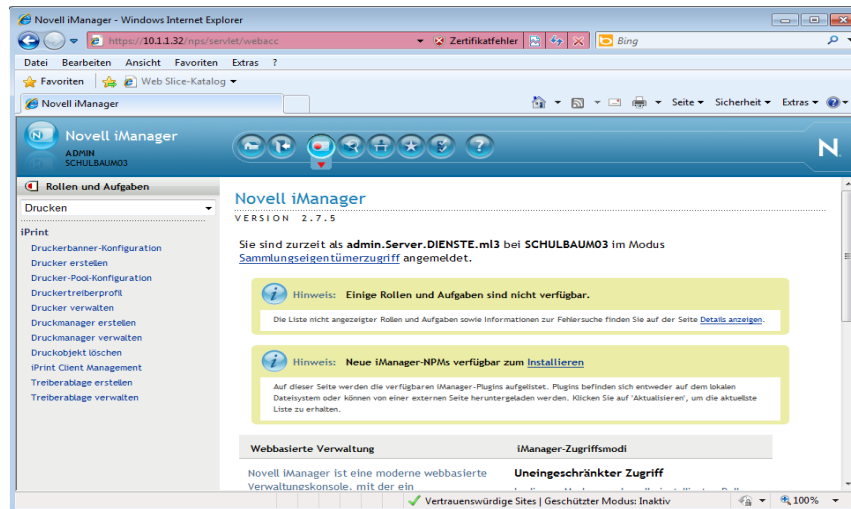 Novell iManager - Windows Internet Explorer
https://10.1.1.32/nps/servlet/webacc
Zertifikatfehler
Bing
Datei Bearbeiten Ansicht Favoriten Extras ?
Favoriten Web Slice-Katalog
Novell iManager
Seite Sicherheit Extras
Novell iManager
ADMIN
SCHULBAUM03
N
Rollen und Aufgaben
Drucken
iPrint
Druckerbanner-Konfiguration
Drucker erstellen
Drucker-Pool-Konfiguration
Druckertreiberprofil
Drucker verwalten
Druckmanager erstellen
Druckmanager verwalten
Druckobjekt löschen
iPrint Client Management
Treiberablage erstellen
Treiberablage verwalten
Novell iManager
VERSION 2.7.5
Sie sind zurzeit als admin.Server.DIENSTE.ml3 bei SCHULBAUM03 im Modus
Sammlungseigentümerzugriff angemeldet.
Hinweis: Einige Rollen und Aufgaben sind nicht verfügbar.
Die Liste nicht angezeigter Rollen und Aufgaben sowie Informationen zur Fehlersuche finden Sie auf der Seite Details anzeigen.
Hinweis: Neue iManager-NPMs verfügbar zum Installieren
Auf dieser Seite werden die verfügbaren iManager-Plugins aufgelistet. Plugins befinden sich entweder auf dem lokalen
Dateisystem oder können von einer externen Seite heruntergeladen werden. Klicken Sie auf 'Aktualisieren', um die aktuellste
Liste zu erhalten.
Webbasierte Verwaltung
iManager-Zugriffsmodi
Novell iManager ist eine moderne webbasierte
Verwaltungskonsole, mit der ein
Uneingeschränkter Zugriff
Vertrauenswürdige Sites | Geschützter Modus: Inaktiv
100%